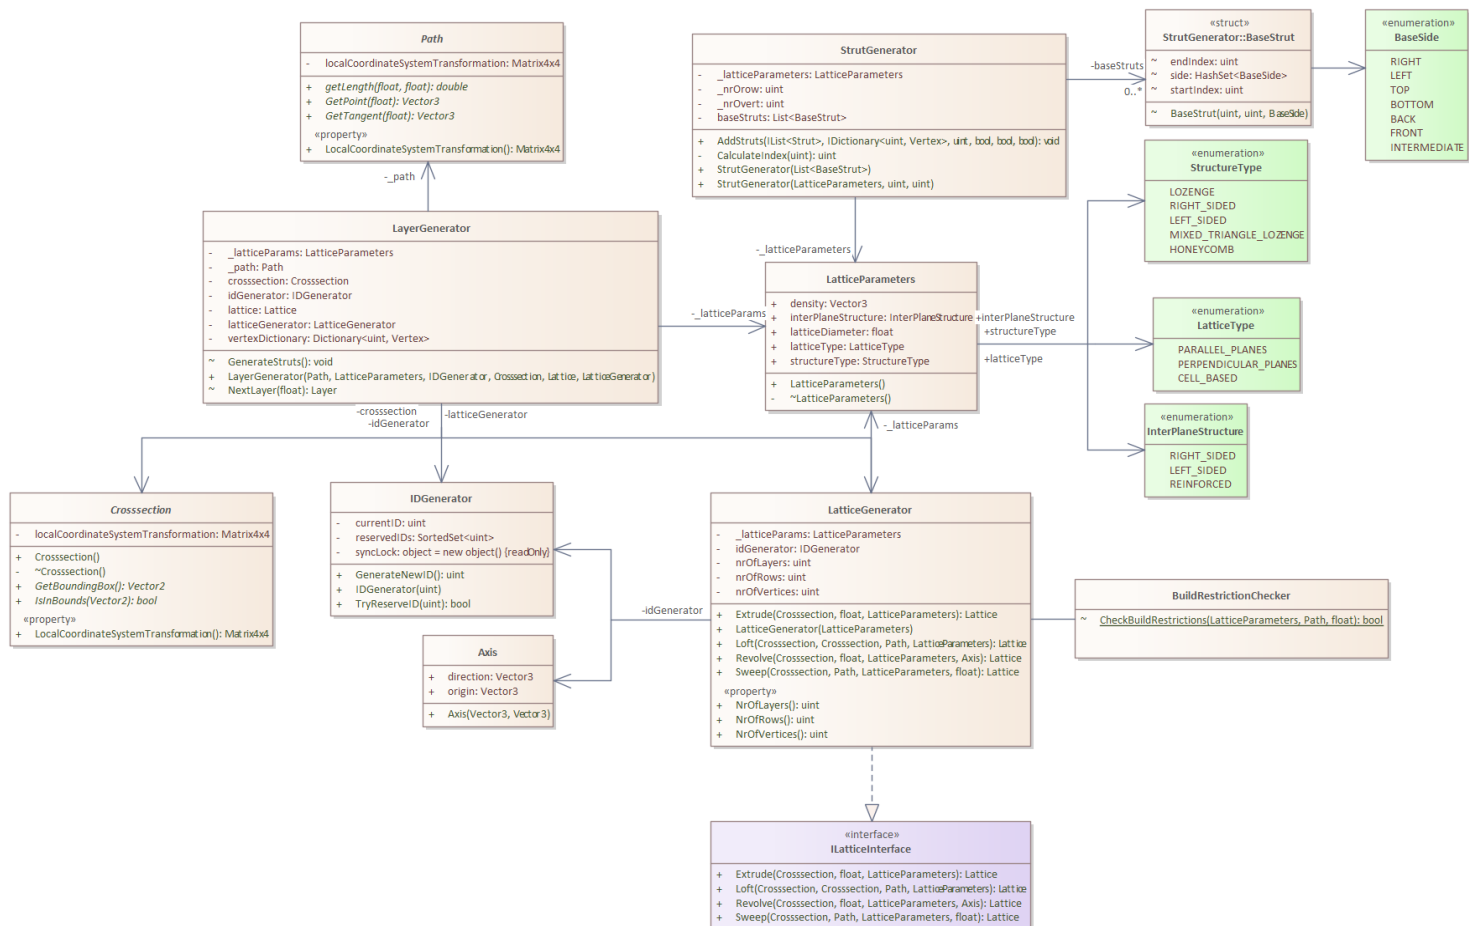 Path
- localCoordinateSystemTransformation: Matrix4x4
+ getLength(float, float): double
+ GetPoint(float): Vector3
+ GetTangent(float): Vector3
«property»
+ LocalCoordinateSystemTransformation(): Matrix4x4
-_path
StrutGenerator
- _latticeParameters: LatticeParameters
- _nrOrow: uint
- _nrOvert: uint
- baseStruts: List<BaseStrut>
+ AddStruts(IList<Strut>, IDictionary<uint, Vertex>, uint, bool, bool, bool): void
- CalculateIndex(uint): uint
+ StrutGenerator(List<BaseStrut>)
+ StrutGenerator(LatticeParameters, uint, uint)
-baseStruts
0..*
«struct»
StrutGenerator::BaseStrut
~ endIndex: uint
~ side: HashSet<BaseSide>
~ startIndex: uint
~ BaseStrut(uint, uint, BaseSide)
«enumeration»
BaseSide
RIGHT
LEFT
TOP
BOTTOM
BACK
FRONT
INTERMEDIATE
«enumeration»
StructureType
LOZENGE
RIGHT_SIDED
LEFT_SIDED
MIXED_TRIANGLE_LOZENGE
HONEYCOMB
LayerGenerator
- _latticeParams: LatticeParameters
- _path: Path
- crosssection: Crosssection
- idGenerator: IDGenerator
- lattice: Lattice
- latticeGenerator: LatticeGenerator
- vertexDictionary: Dictionary<uint, Vertex>
~ GenerateStruts(): void
+ LayerGenerator(Path, LatticeParameters, IDGenerator, Crosssection, Lattice, LatticeGenerator)
~ NextLayer(float): Layer
-_latticeParameters
-_latticeParams
LatticeParameters
+ density: Vector3
+ interPlaneStructure: InterPlaneStructure
+ latticeDiameter: float
+ latticeType: LatticeType
+ structureType: StructureType
+ LatticeParameters()
- ~LatticeParameters()
+interPlaneStructure
+structureType
+latticeType
«enumeration»
LatticeType
PARALLEL_PLANES
PERPENDICULAR_PLANES
CELL_BASED
«enumeration»
InterPlaneStructure
RIGHT_SIDED
LEFT_SIDED
REINFORCED
-crosssection
-idGenerator
-latticeGenerator
-_latticeParams
Crosssection
- localCoordinateSystemTransformation: Matrix4x4
+ Crosssection()
- ~Crosssection()
+ GetBoundingBox(): Vector2
+ IsInBounds(Vector2): bool
«property»
+ LocalCoordinateSystemTransformation(): Matrix4x4
IDGenerator
- currentID: uint
- reservedIDs: SortedSet<uint>
- syncLock: object = new object() {readOnly}
+ GenerateNewID(): uint
+ IDGenerator(uint)
+ TryReserveID(uint): bool
Axis
+ direction: Vector3
+ origin: Vector3
+ Axis(Vector3, Vector3)
-idGenerator
LatticeGenerator
- _latticeParams: LatticeParameters
- idGenerator: IDGenerator
- nrOfLayers: uint
- nrOfRows: uint
- nrOfVertices: uint
+ Extrude(Crosssection, float, LatticeParameters): Lattice
+ LatticeGenerator(LatticeParameters)
+ Loft(Crosssection, Crosssection, Path, LatticeParameters): Lattice
+ Revolve(Crosssection, float, LatticeParameters, Axis): Lattice
+ Sweep(Crosssection, Path, LatticeParameters, float): Lattice
«property»
+ NrOfLayers(): uint
+ NrOfRows(): uint
+ NrOfVertices(): uint
BuildRestrictionChecker
~ CheckBuildRestrictions(LatticeParameters, Path, float): bool
«interface»
ILatticeInterface
+ Extrude(Crosssection, float, LatticeParameters): Lattice
+ Loft(Crosssection, Crosssection, Path, LatticeParameters): Lattice
+ Revolve(Crosssection, float, LatticeParameters, Axis): Lattice
+ Sweep(Crosssection, Path, LatticeParameters, float): Lattice